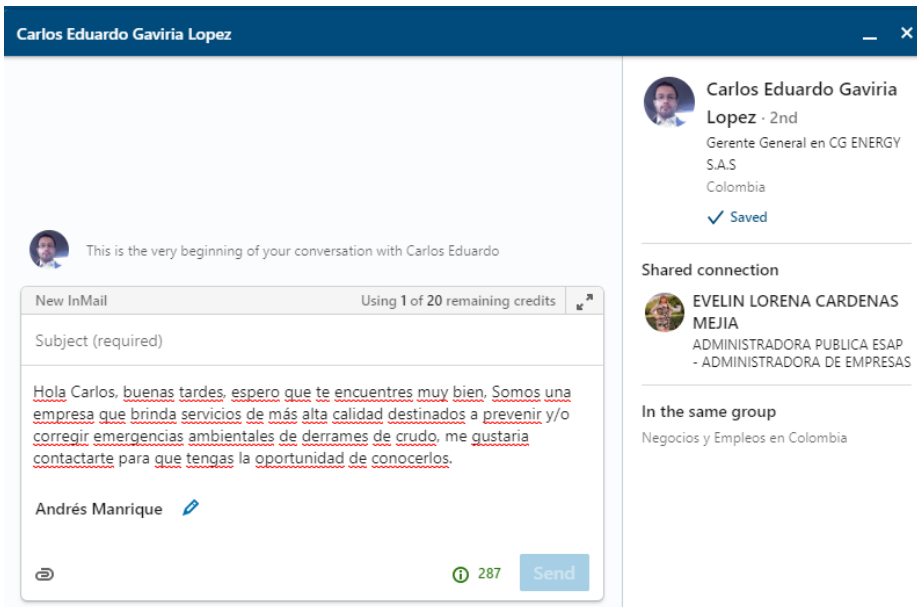 Carlos Eduardo Gaviria Lopez
This is the very beginning of your conversation with Carlos Eduardo
New InMail
Using 1 of 20 remaining credits
Subject (required)
Hola Carlos, buenas tardes, espero que te encuentres muy bien, Somos una
empresa que brinda servicios de más alta calidad destinados a prevenir y/o
corregir emergencias ambientales de derrames de crudo, me gustaria
contactarte para que tengas la oportunidad de conocerlos.
Andrés Manrique
287
Send
Carlos Eduardo Gaviria
Lopez · 2nd
Gerente General en CG ENERGY
S.A.S
Colombia
Saved
Shared connection
EVELIN LORENA CARDENAS
MEJIA
ADMINISTRADORA PUBLICA ESAP
- ADMINISTRADORA DE EMPRESAS
In the same group
Negocios y Empleos en Colombia